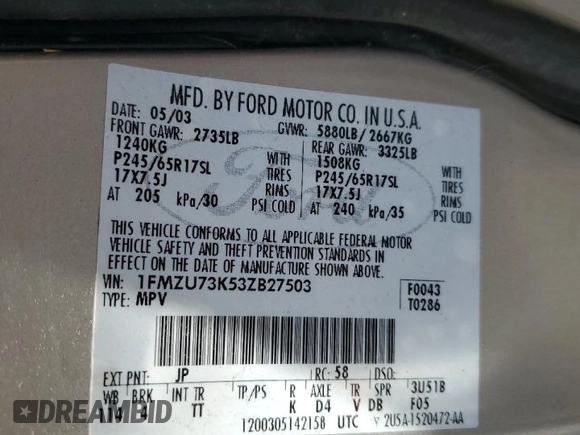 MFD. BY FORD MOTOR CO. IN U.S.A.
DATE: 05/03 GVWR: 5880LB/2667KG
FRONT GAWR: 2735LB REAR GAWR: 3325LB
1240KG WITH 1508KG WITH
P245/65R17SL TIRES P245/65R17SL TIRES
17X7.5J RIMS 17X7.5J RIMS
AT 205 kPa/30 PSI COLD AT 240 kPa/35 PSI COLD
Ford
THIS VEHICLE CONFORMS TO ALL APPLICABLE FEDERAL MOTOR
VEHICLE SAFETY AND THEFT PREVENTION STANDARDS IN
EFFECT ON THE DATE OF MANUFACTURE SHOWN ABOVE.
VIN: 1FMZU73K53ZB27503 F0043
TYPE: MPV T0286
EXT PNT: JP RC: 58 DSO:
WB BRK INT TR TP/PS R AXLE TR SPR 3U51B
114 4 TT K D4 V DB F05
1200305142158 UTC 2U5A-1520472-AA
DREAMBID